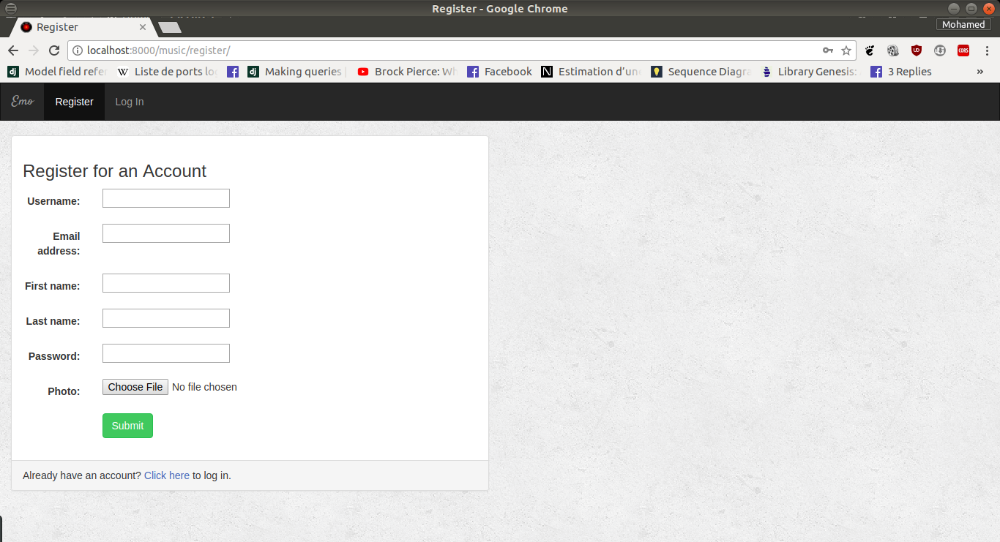 Register - Google Chrome
Register
Mohamed
localhost:8000/music/register/
Model field refer Liste de ports lo Making queries | Brock Pierce: Wh Facebook Estimation d'un Sequence Diagra Library Genesis: 3 Replies »
Emo Register Log In
Register for an Account
Username:
Email
address:
First name:
Last name:
Password:
Photo: Choose File No file chosen
Submit
Already have an account? Click here to log in.